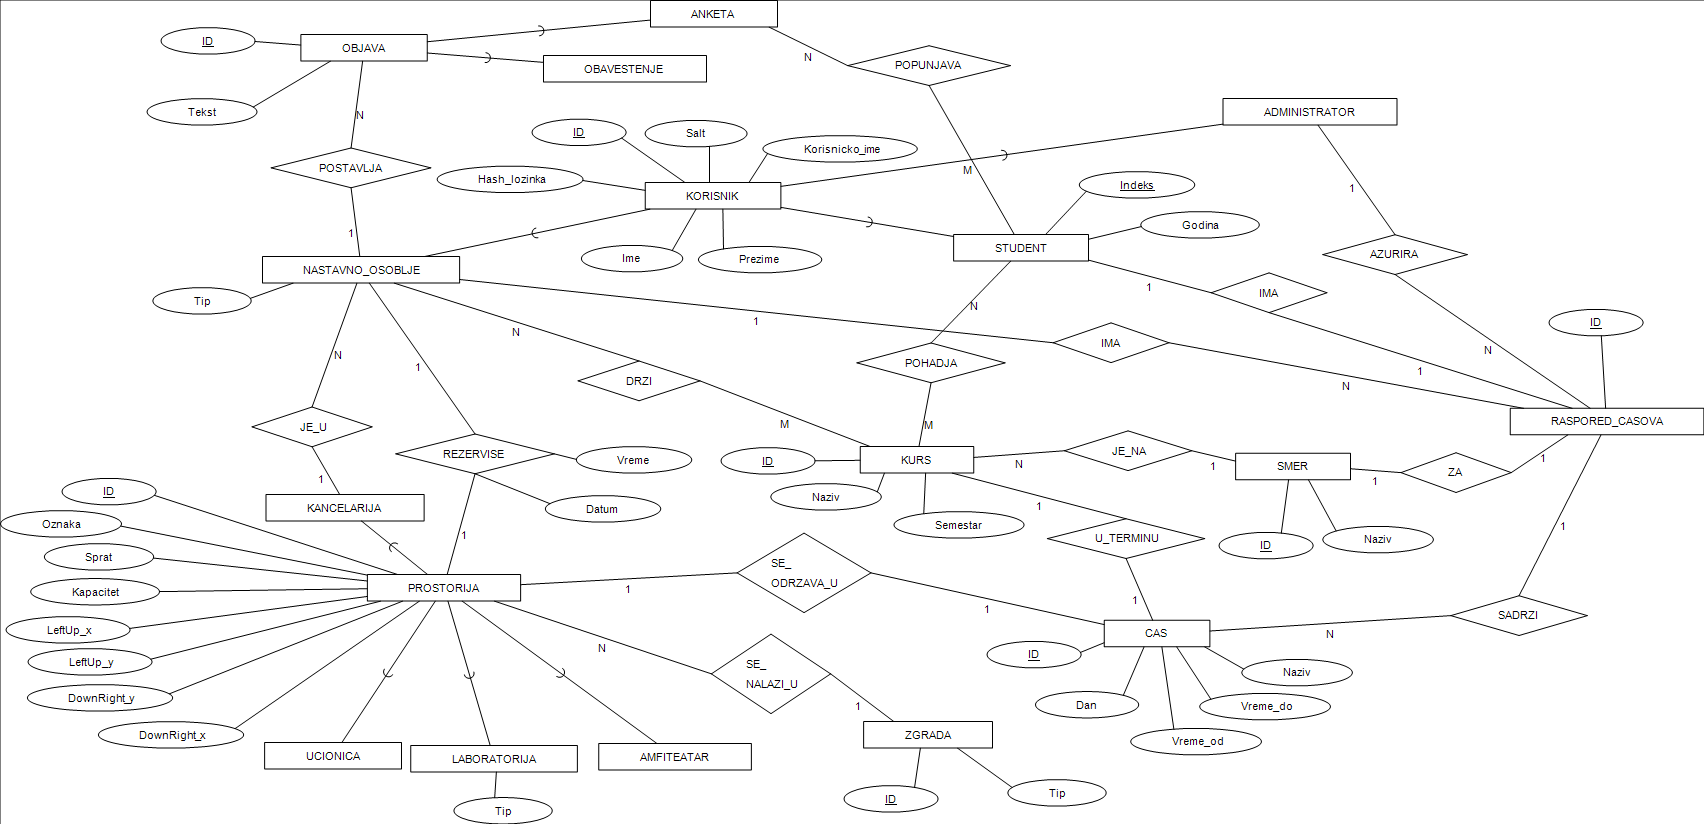 ANKETA
ID
OBJAVA
OBAVESTENJE
N
POPUNJAVA
Tekst
N
ADMINISTRATOR
ID
Salt
Korisnicko_ime
POSTAVLJA
M
Hash_lozinka
KORISNIK
Indeks
1
Godina
1
STUDENT
AZURIRA
Ime
Prezime
NASTAVNO_OSOBLJE
Tip
1
IMA
N
1
N
ID
IMA
N
1
N
POHADJA
1
DRZI
N
M
M
RASPORED_CASOVA
JE_U
REZERVISE
Vreme
ID
KURS
N
JE_NA
1
SMER
1
ZA
1
1
ID
KANCELARIJA
Datum
Naziv
Semestar
1
Oznaka
1
U_TERMINU
ID
Naziv
1
Sprat
SE_
ODRZAVA_U
Kapacitet
PROSTORIJA
1
1
1
SADRZI
LeftUp_x
CAS
N
LeftUp_y
N
SE_
NALAZI_U
ID
Naziv
DownRight_y
1
Dan
Vreme_do
DownRight_x
ZGRADA
Vreme_od
UCIONICA
LABORATORIJA
AMFITEATAR
ID
Tip
Tip